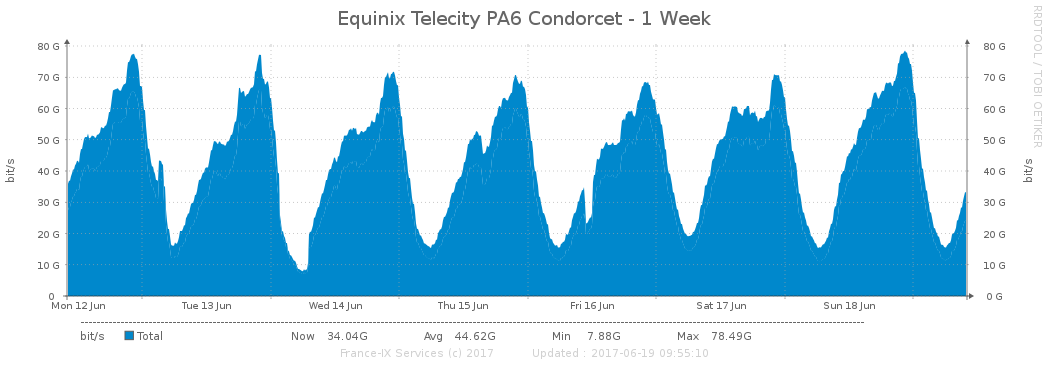 Equinix Telecity PA6 Condorcet - 1 Week
RRDTOOL / TOBI OETIKER
bit/s
80 G
70 G
60 G
50 G
40 G
30 G
20 G
10 G
0
80 G
70 G
60 G
50 G
40 G
30 G
20 G
10 G
0 G
bit/s
Mon 12 Jun Tue 13 Jun Wed 14 Jun Thu 15 Jun Fri 16 Jun Sat 17 Jun Sun 18 Jun
bit/s Total Now 34.04G Avg 44.62G Min 7.88G Max 78.49G
France-IX Services (c) 2017 Updated : 2017-06-19 09:55:10